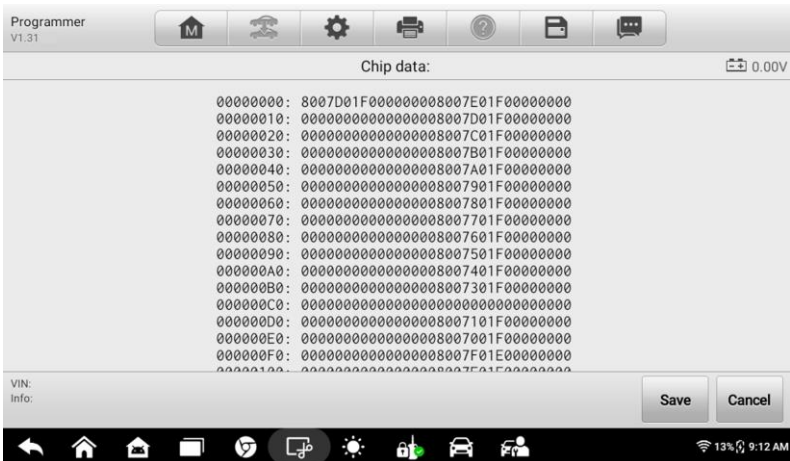 Programmer
V1.31
M
Chip data:
0.00V
00000000: 8007D01F000000008007E01F00000000
00000010: 00000000000000008007D01F00000000
00000020: 00000000000000008007C01F00000000
00000030: 00000000000000008007B01F00000000
00000040: 00000000000000008007A01F00000000
00000050: 00000000000000008007901F00000000
00000060: 00000000000000008007801F00000000
00000070: 00000000000000008007701F00000000
00000080: 00000000000000008007601F00000000
00000090: 00000000000000008007501F00000000
000000A0: 00000000000000008007401F00000000
000000B0: 00000000000000008007301F00000000
000000C0: 00000000000000000000000000000000
000000D0: 00000000000000008007101F00000000
000000E0: 00000000000000008007001F00000000
000000F0: 00000000000000008007F01E00000000
VIN:
Info:
Save
Cancel
13% 9:12 AM